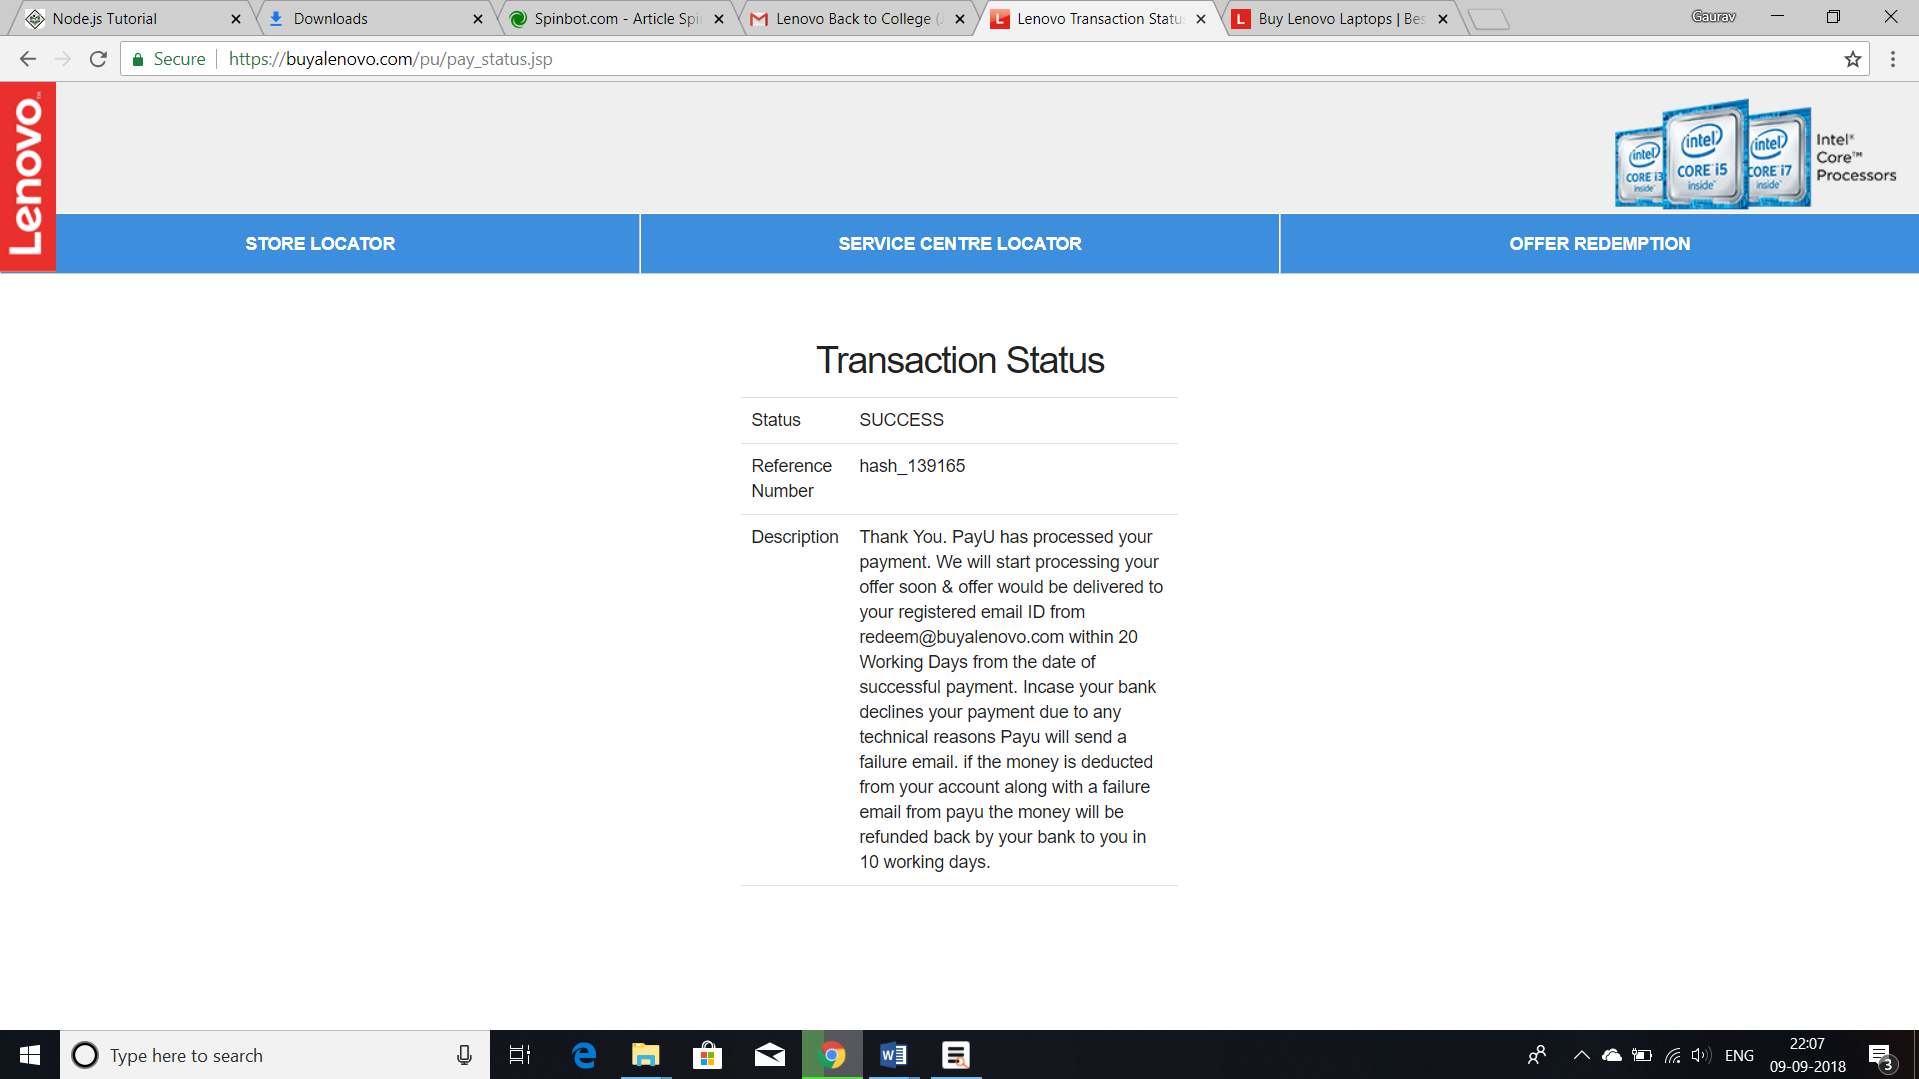 Node.js Tutorial
Downloads
Spinbot.com - Article Spi
Lenovo Back to College (
Lenovo Transaction Statu
Buy Lenovo Laptops | Bes
Gaurav
Secure
https://buyalenovo.com/pu/pay_status.jsp
Lenovo™
intel CORE i3 inside™
intel CORE i5 inside™
intel CORE i7 inside™
Intel®
Core™
Processors
STORE LOCATOR
SERVICE CENTRE LOCATOR
OFFER REDEMPTION
Transaction Status
Status
SUCCESS
Reference
Number
hash_139165
Description
Thank You. PayU has processed your
payment. We will start processing your
offer soon & offer would be delivered to
your registered email ID from
redeem@buyalenovo.com within 20
Working Days from the date of
successful payment. Incase your bank
declines your payment due to any
technical reasons Payu will send a
failure email. if the money is deducted
from your account along with a failure
email from payu the money will be
refunded back by your bank to you in
10 working days.
Type here to search
ENG
22:07
09-09-2018
3